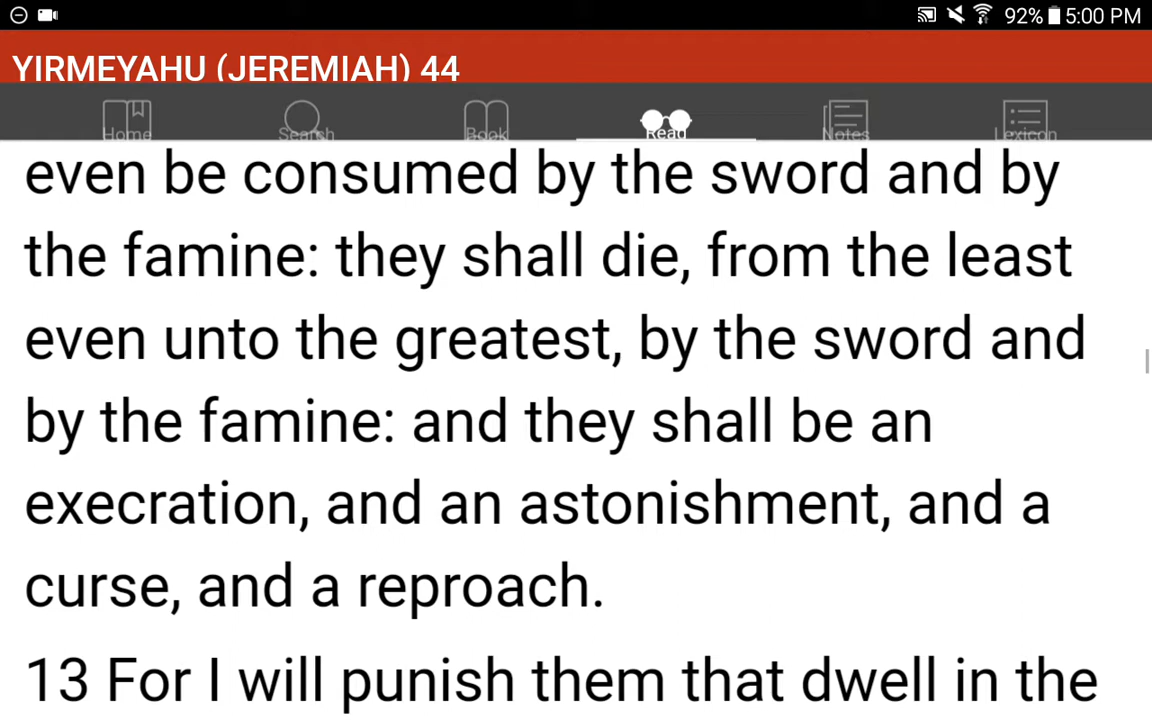 92% 5:00 PM
YIRMEYAHU (JEREMIAH) 44
Home Search Book Read Notes Lexicon
even be consumed by the sword and by
the famine: they shall die, from the least
even unto the greatest, by the sword and
by the famine: and they shall be an
execration, and an astonishment, and a
curse, and a reproach.
13 For I will punish them that dwell in the